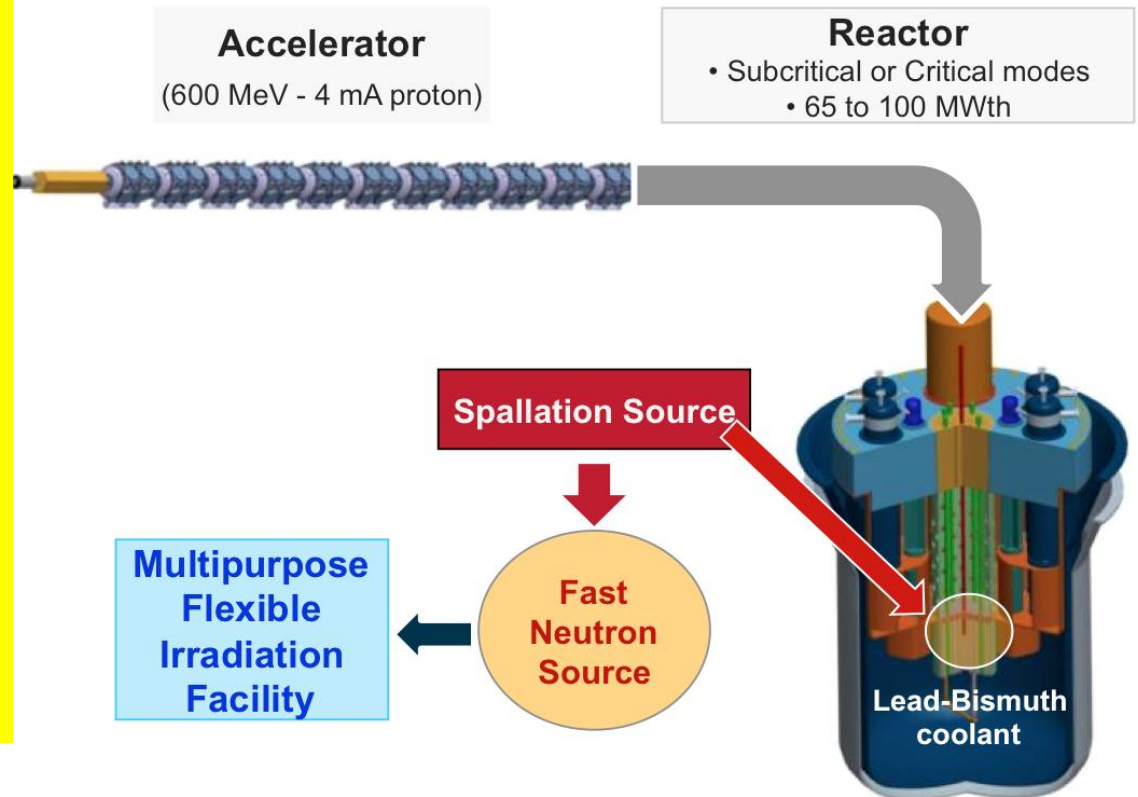 Accelerator
(600 MeV - 4 mA proton)
Reactor
• Subcritical or Critical modes
• 65 to 100 MWth
Spallation Source
Multipurpose
Flexible
Irradiation
Facility
Fast
Neutron
Source
Lead-Bismuth
coolant